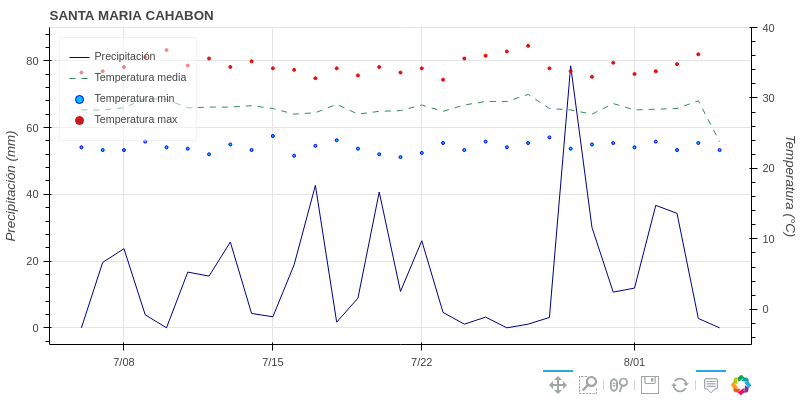 SANTA MARIA CAHABON
Precipitación
Temperatura media
Temperatura min
Temperatura max
Precipitación (mm)
80
60
40
20
0
Temperatura (°C)
40
30
20
10
0
7/08
7/15
7/22
8/01